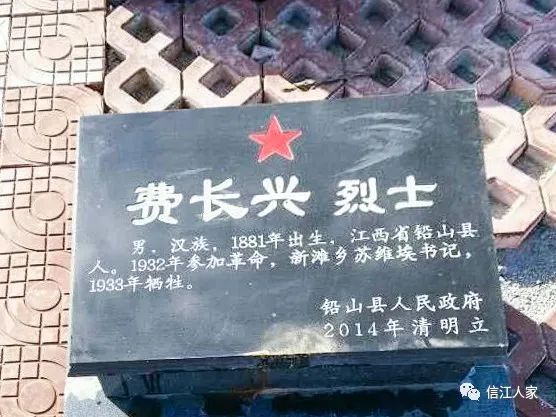 费长兴 烈士
男，汉族，1881年出生，江西省铅山县
人。1932年参加革命，新滩乡苏维埃书记，
1933年牺牲。
铅山县人民政府
2014年清明立
信江人家